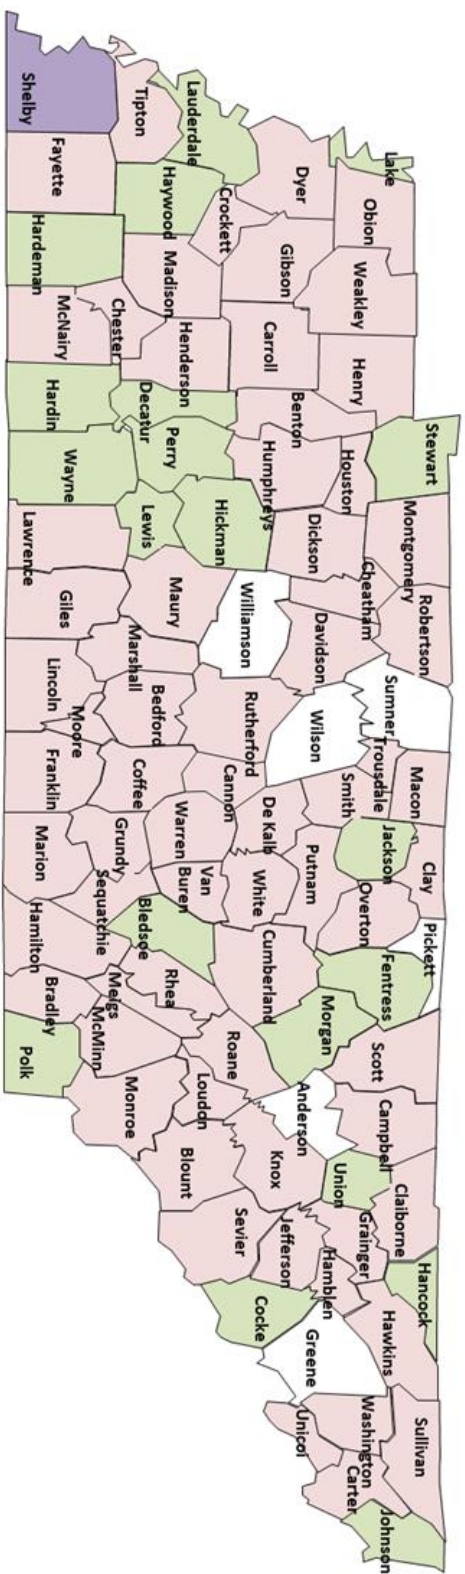 Shelby
Tipton
Lauderdale
Lake
Fayette
Haywood
Crockett
Dyer
Obion
Hardeman
Madison
Gibson
Weakley
McNairy
Chester
Henderson
Carroll
Henry
Hardin
Decatur
Benton
Stewart
Wayne
Perry
Humphreys
Houston
Lewis
Hickman
Dickson
Montgomery
Lawrence
Maury
Williamson
Cheatham
Robertson
Giles
Marshall
Davidson
Sumner
Lincoln
Moore
Bedford
Rutherford
Wilson
Trousdale
Macon
Franklin
Coffee
Cannon
Smith
Marion
Grundy
Warren
De Kalb
Jackson
Clay
Sequatchie
Van
Buren
White
Putnam
Overton
Pickett
Hamilton
Bledsoe
Cumberland
Fentress
Bradley
Meigs
Rhea
Morgan
Polk
McMinn
Roane
Scott
Monroe
Loudon
Anderson
Campbell
Blount
Knox
Union
Claiborne
Sevier
Jefferson
Grainger
Hamblen
Hancock
Cocke
Greene
Hawkins
Unicoi
Washington
Sullivan
Carter
Johnson